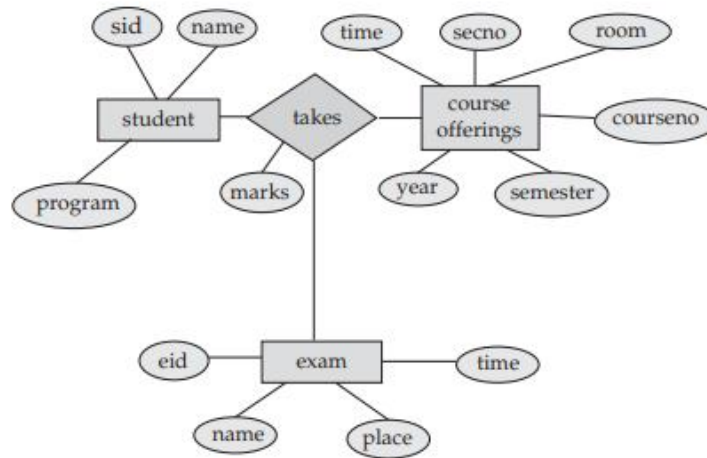 sid
name
time
secno
room
student
takes
course
offerings
courseno
program
marks
year
semester
eid
exam
time
name
place